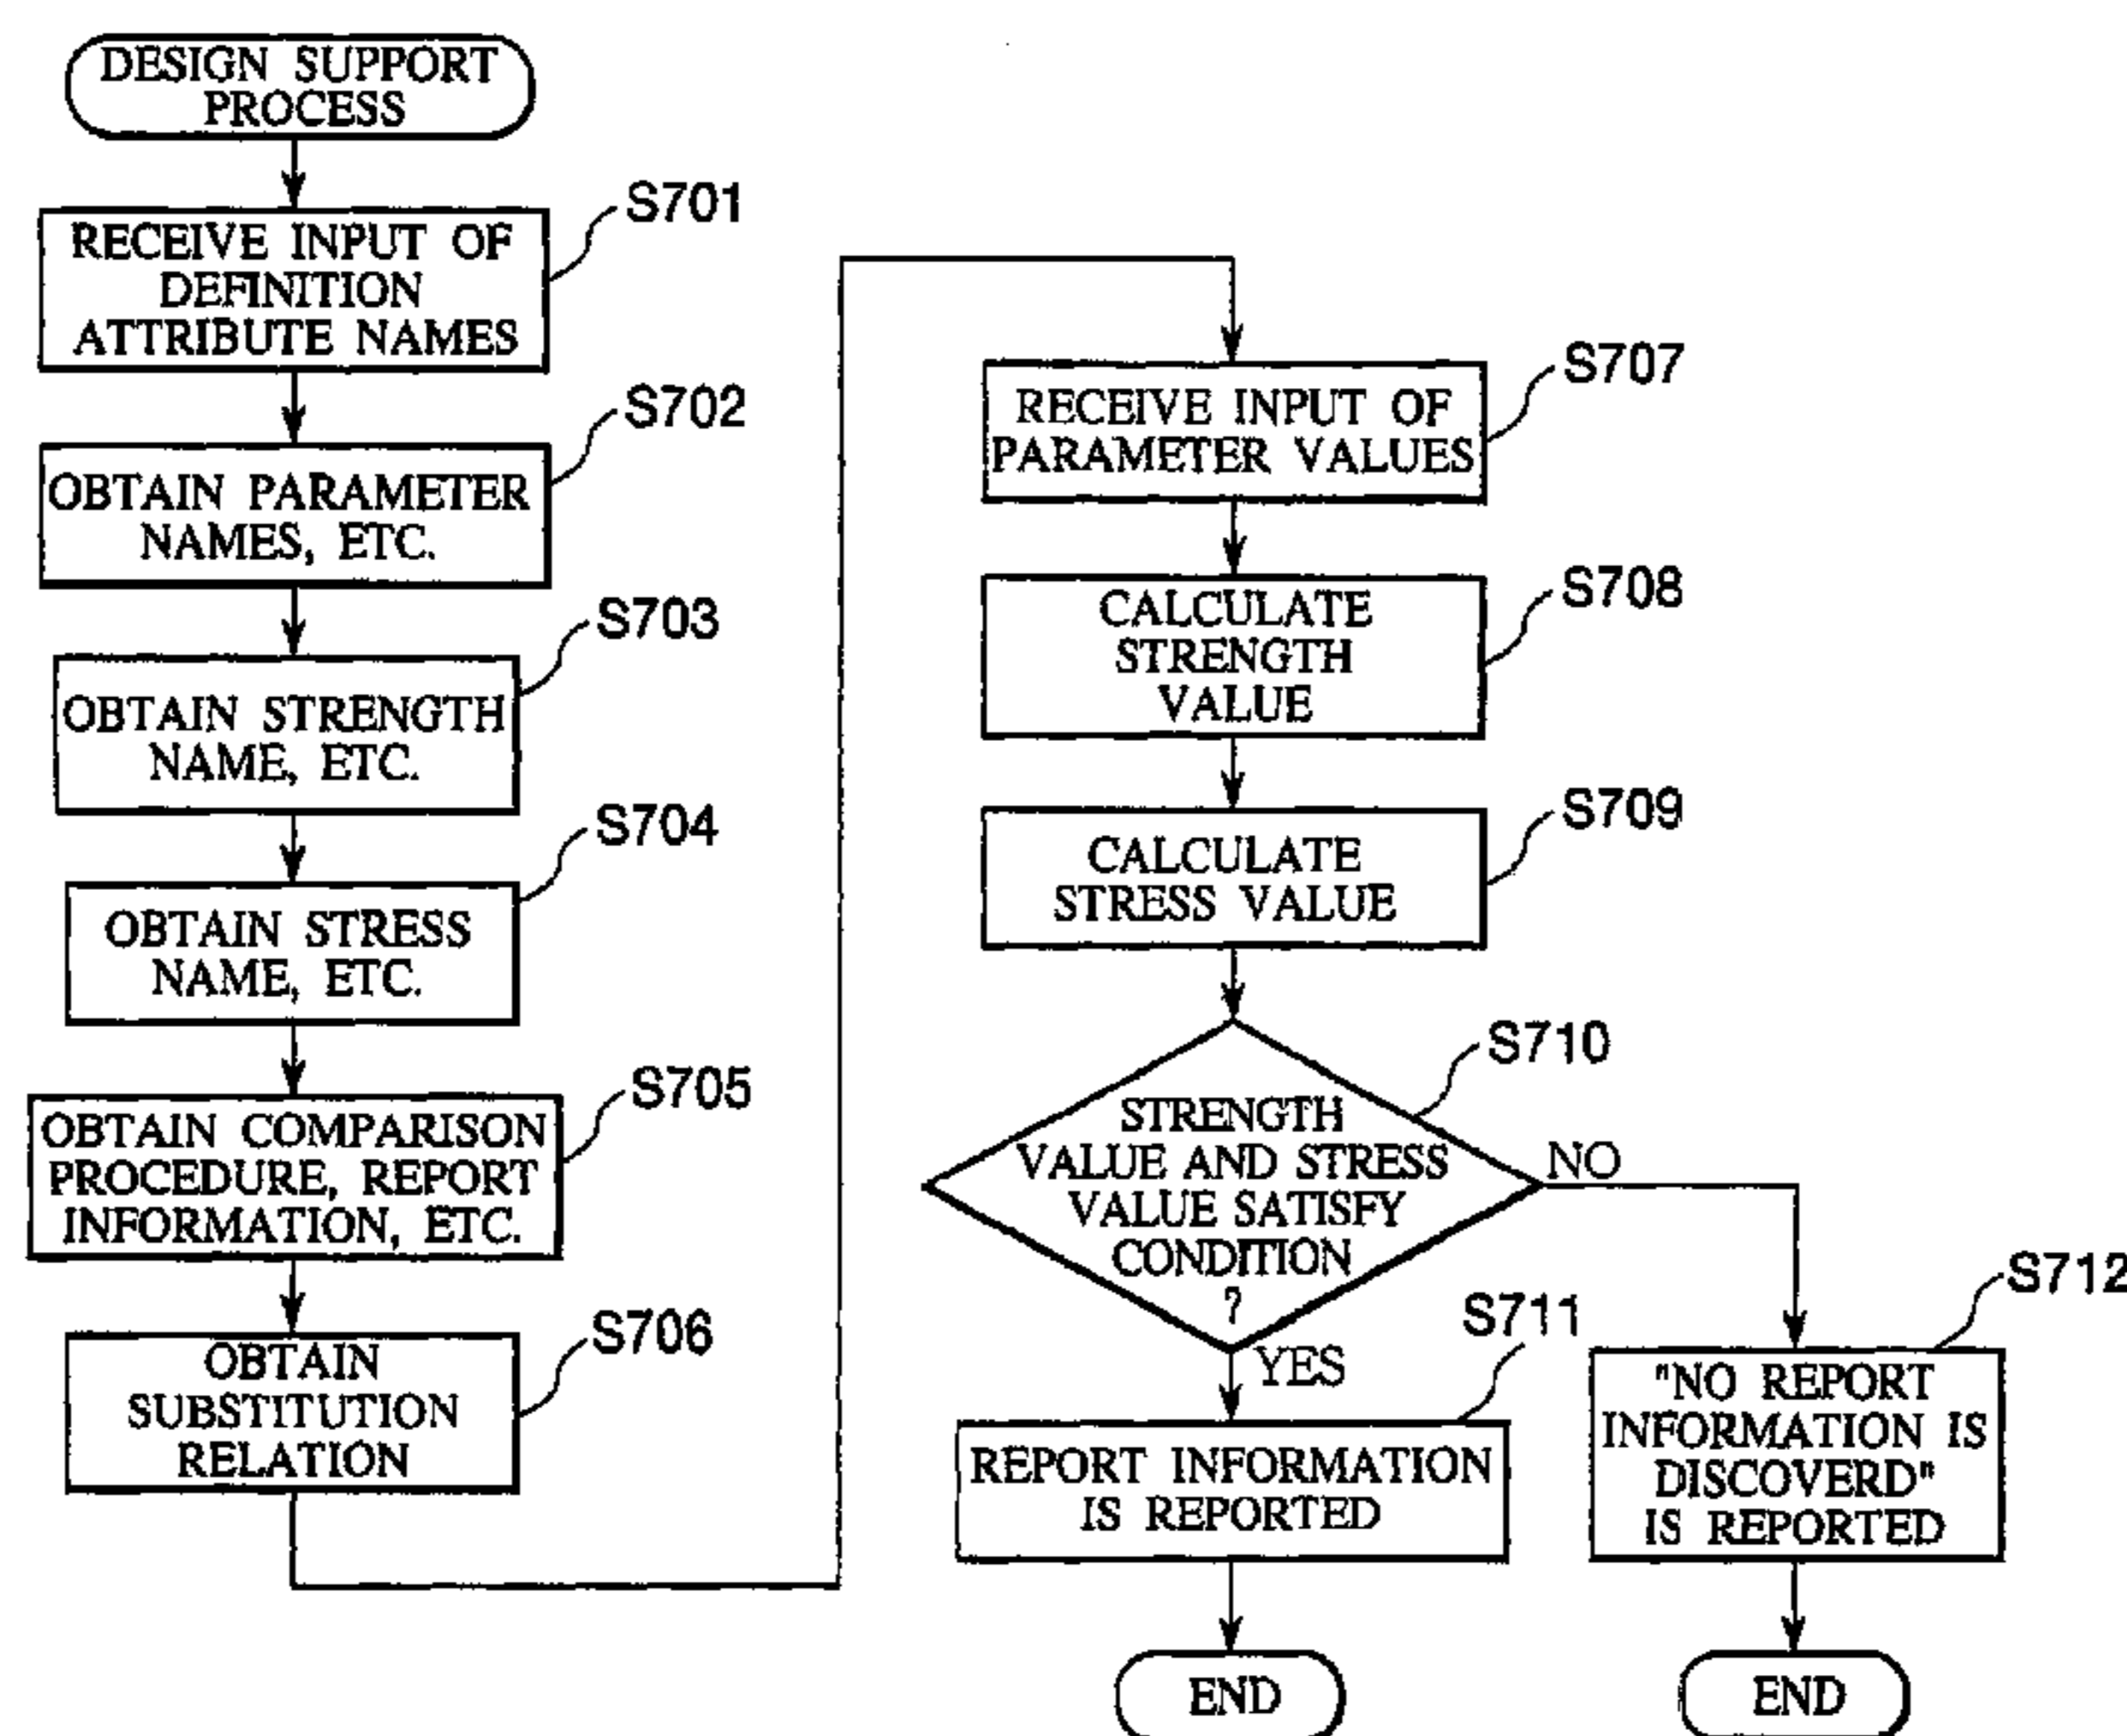 DESIGN SUPPORT
PROCESS
S701
RECEIVE INPUT OF
DEFINITION
ATTRIBUTE NAMES
S702
OBTAIN PARAMETER
NAMES, ETC.
S703
OBTAIN STRENGTH
NAME, ETC.
S704
OBTAIN STRESS
NAME, ETC.
S705
OBTAIN COMPARISON
PROCEDURE, REPORT
INFORMATION, ETC.
S706
OBTAIN
SUBSTITUTION
RELATION
S707
RECEIVE INPUT OF
PARAMETER VALUES
S708
CALCULATE
STRENGTH
VALUE
S709
CALCULATE
STRESS VALUE
S710
STRENGTH
VALUE AND STRESS
VALUE SATISFY
CONDITION
?
NO
YES
S711
REPORT INFORMATION
IS REPORTED
END
S712
"NO REPORT
INFORMATION IS
DISCOVERD"
IS REPORTED
END